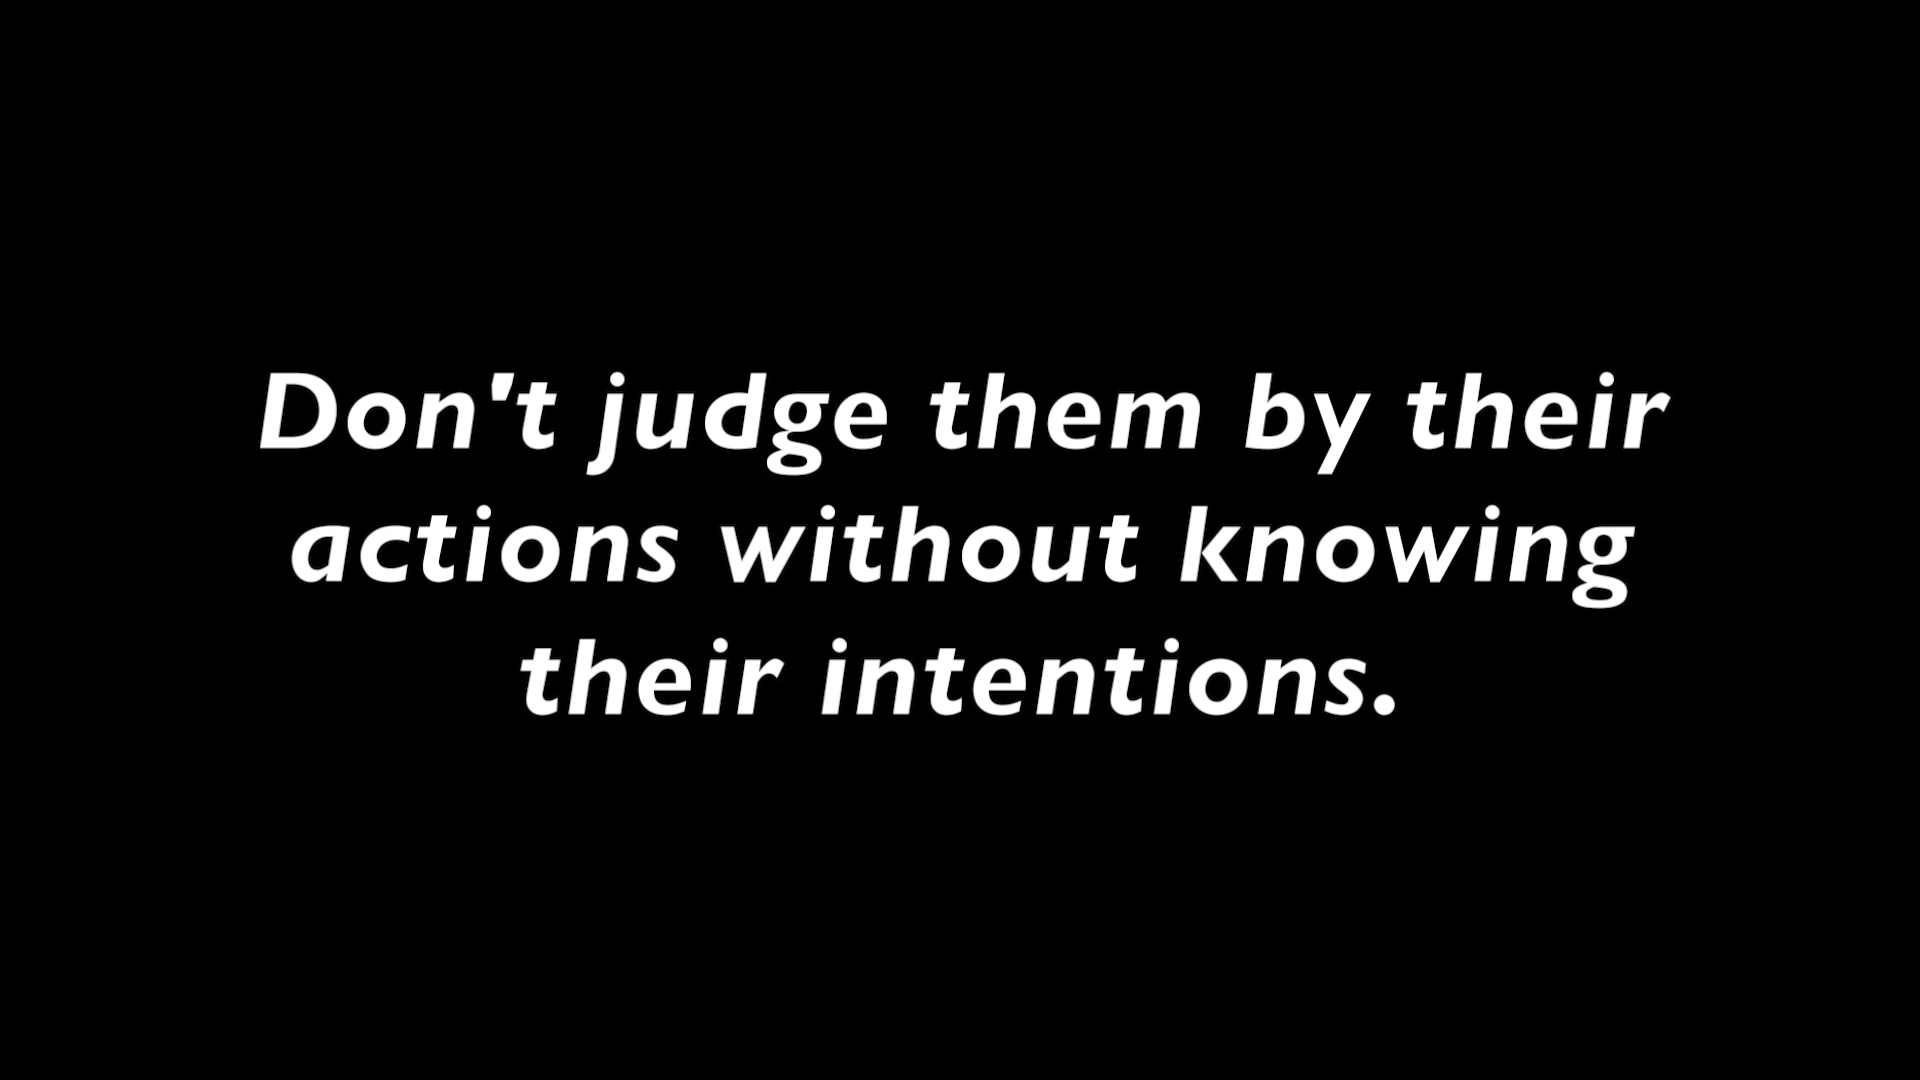 Don't judge them by their
actions without knowing
their intentions.